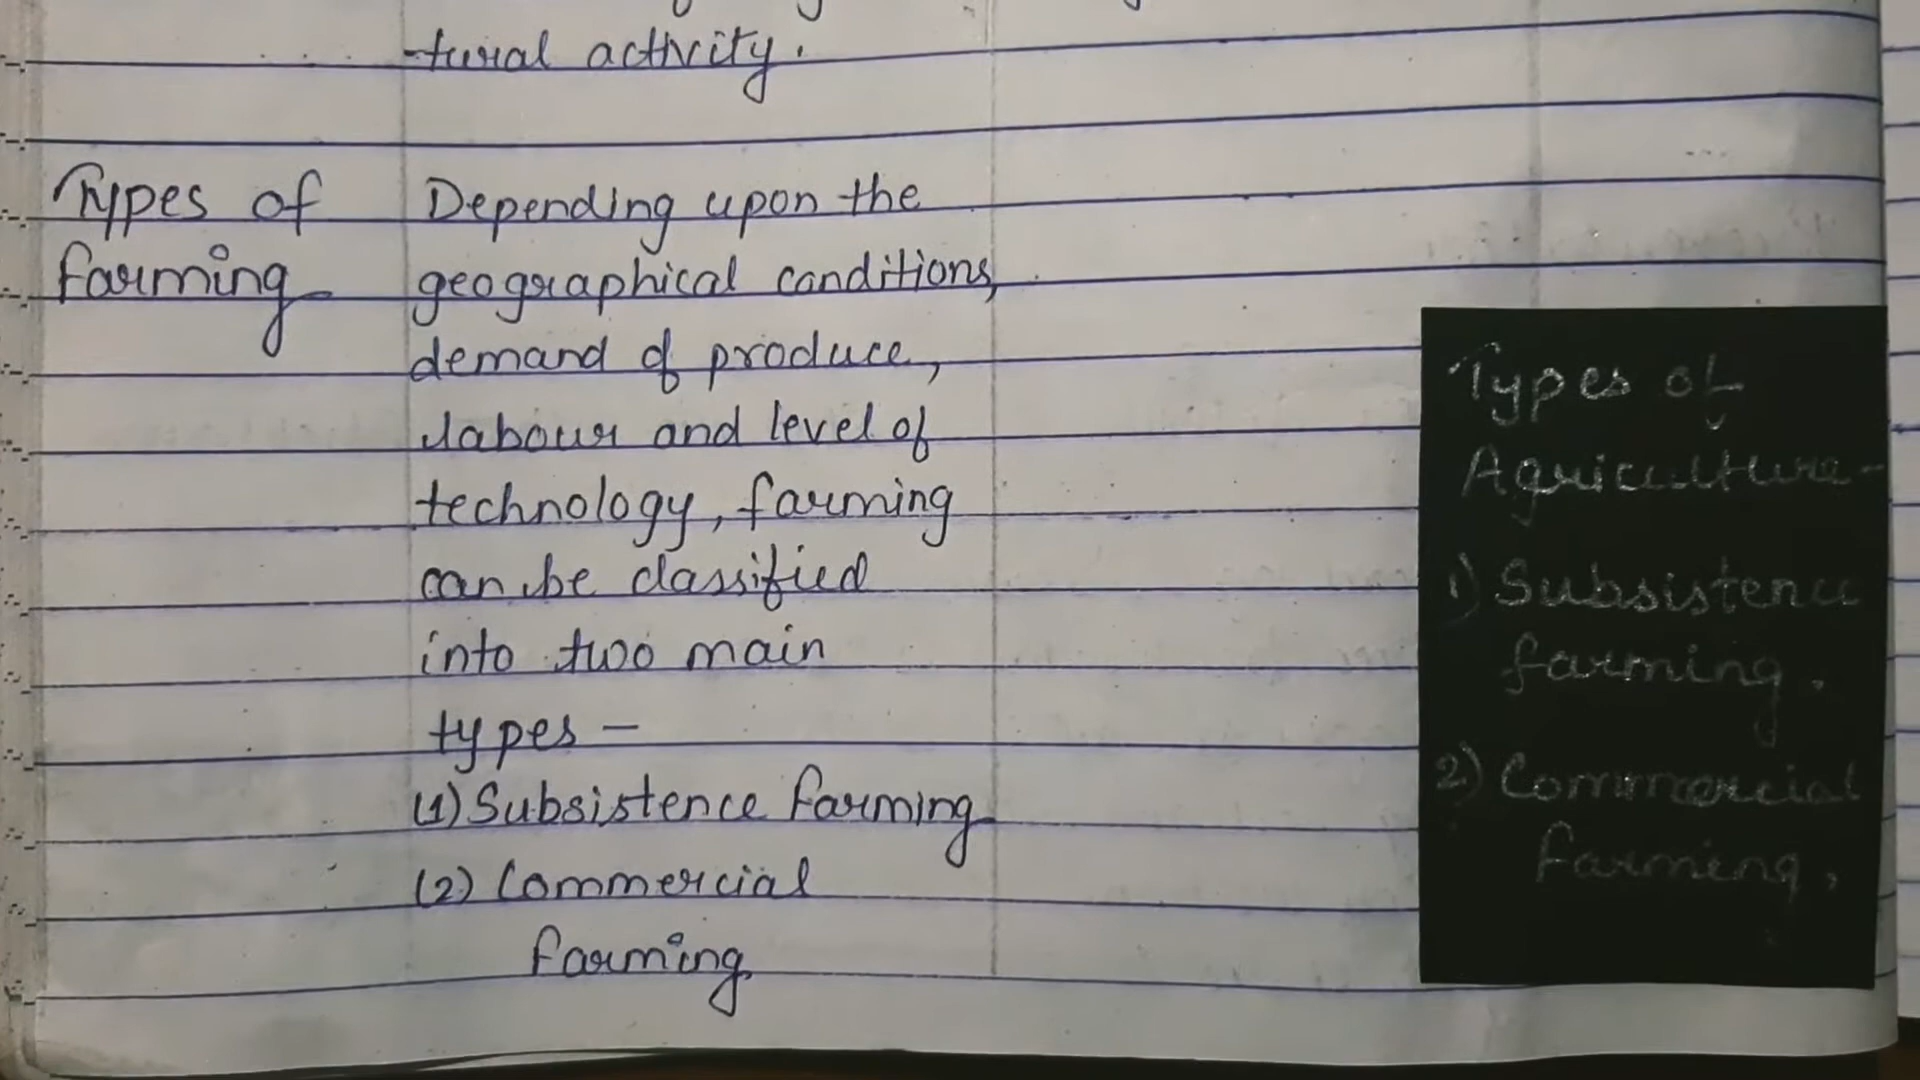 -tural activity.
Types of
farming
Depending upon the
geographical conditions,
demand of produce,
labour and level of
technology, farming
can be classified
into two main
types -
(1) Subsistence farming
(2) Commercial
farming
Types of
Agriculture-
1) Subsistence
farming.
2) Commercial
farming.